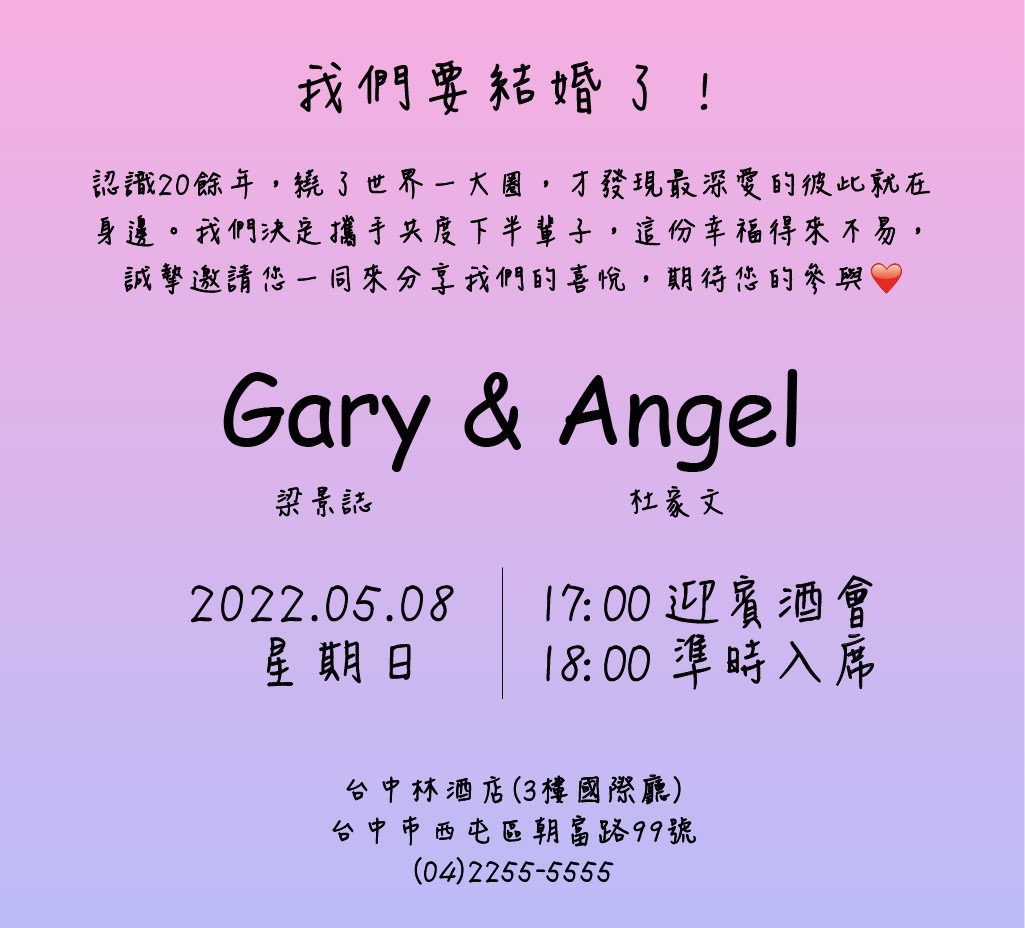 我們要結婚了！
認識20餘年，繞了世界一大圈，才發現最深愛的彼此就在
身邊。我們決定攜手共度下半輩子，這份幸福得來不易，
誠摯邀請您一同來分享我們的喜悅，期待您的參與❤️
Gary & Angel
梁景誌 杜家文
2022.05.08
星期日
17:00 迎賓酒會
18:00 準時入席
台中林酒店(3樓國際廳)
台中市西屯區朝富路99號
(04)2255-5555